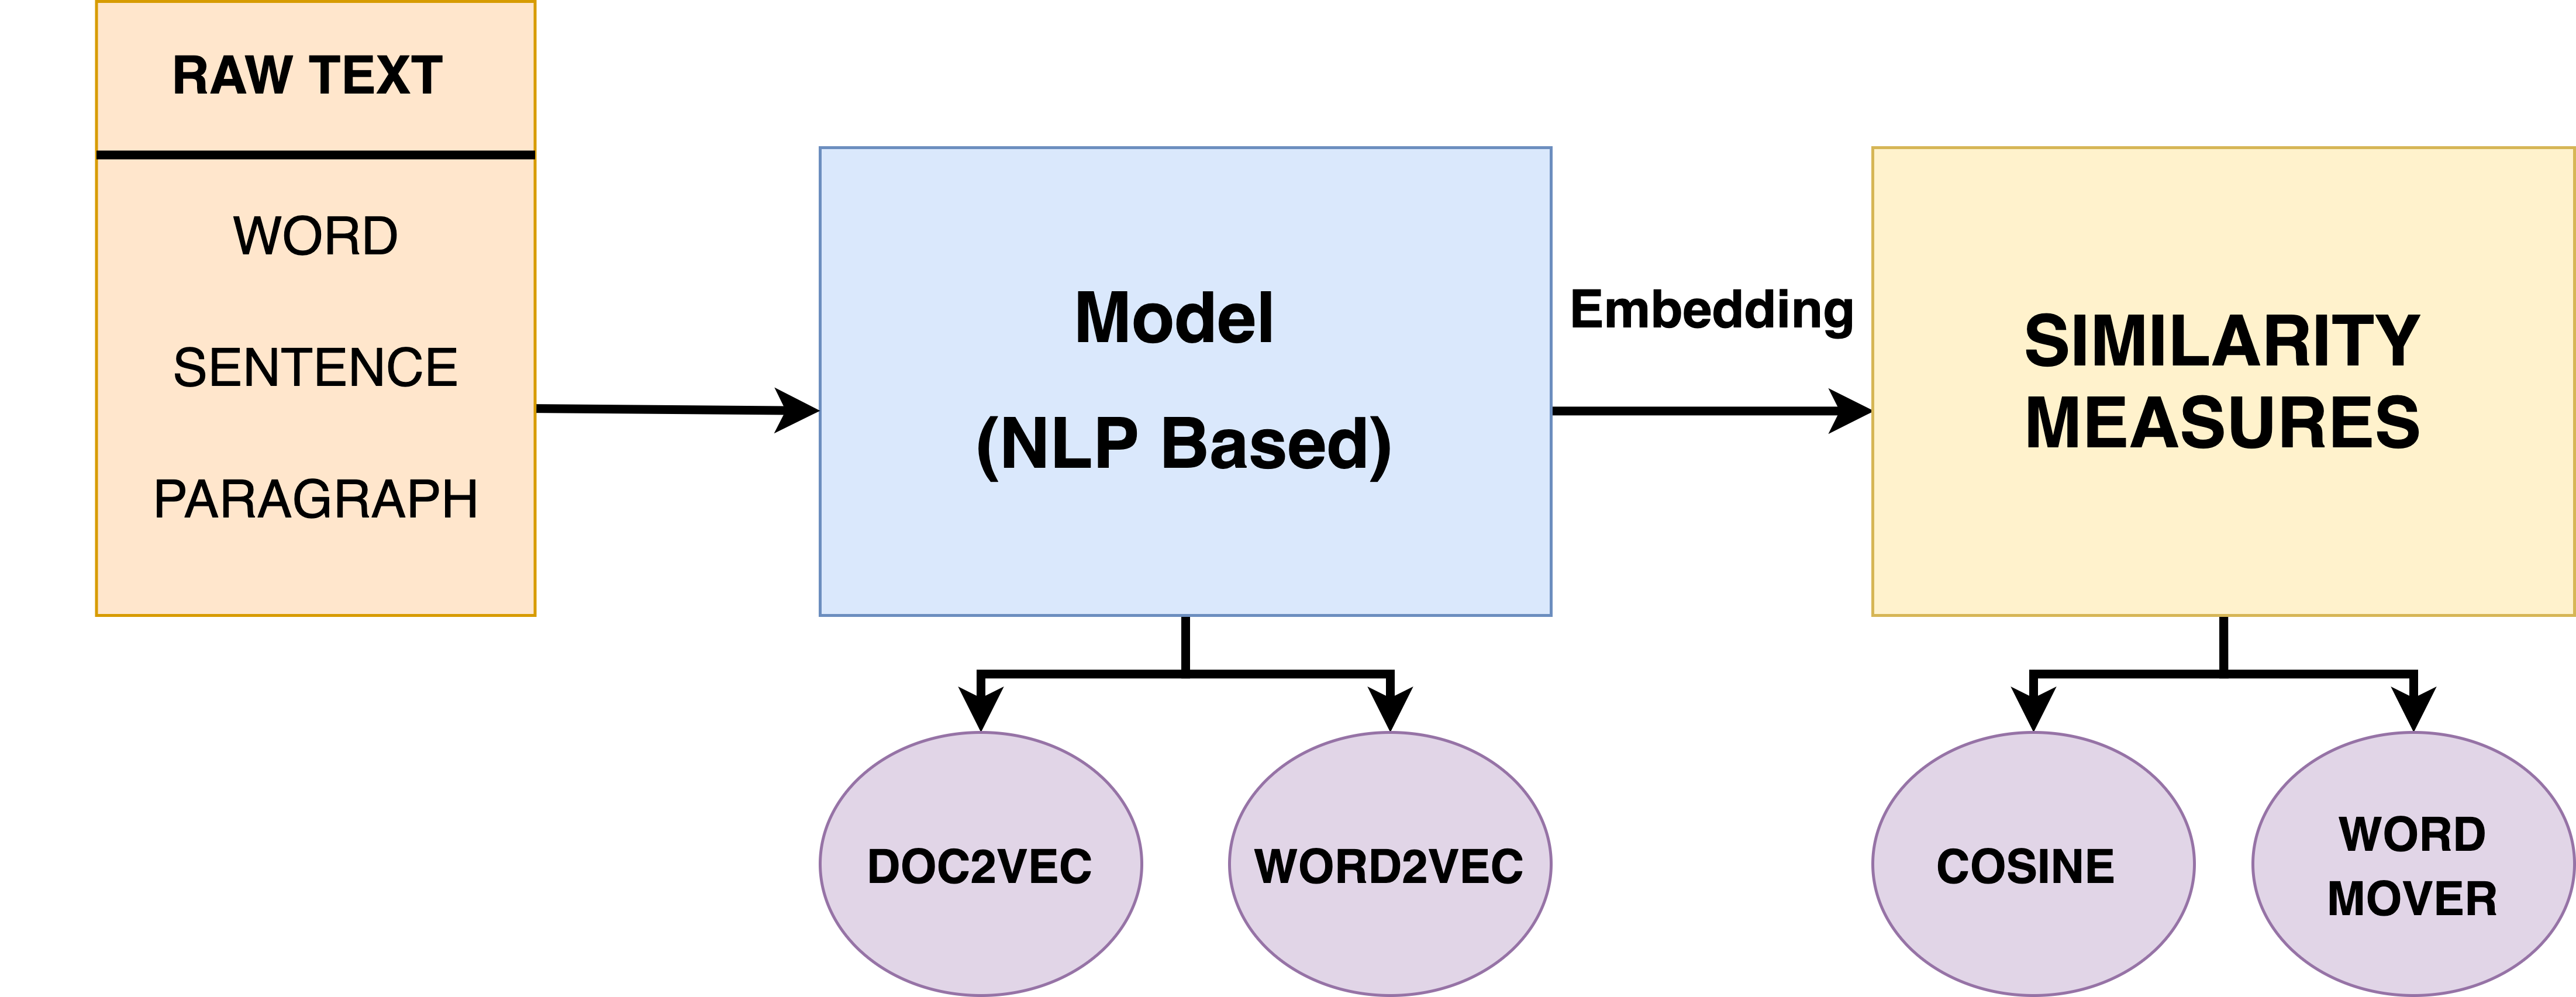 RAW TEXT
WORD
SENTENCE
PARAGRAPH
Model
(NLP Based)
Embedding
SIMILARITY
MEASURES
DOC2VEC
WORD2VEC
COSINE
WORD
MOVER